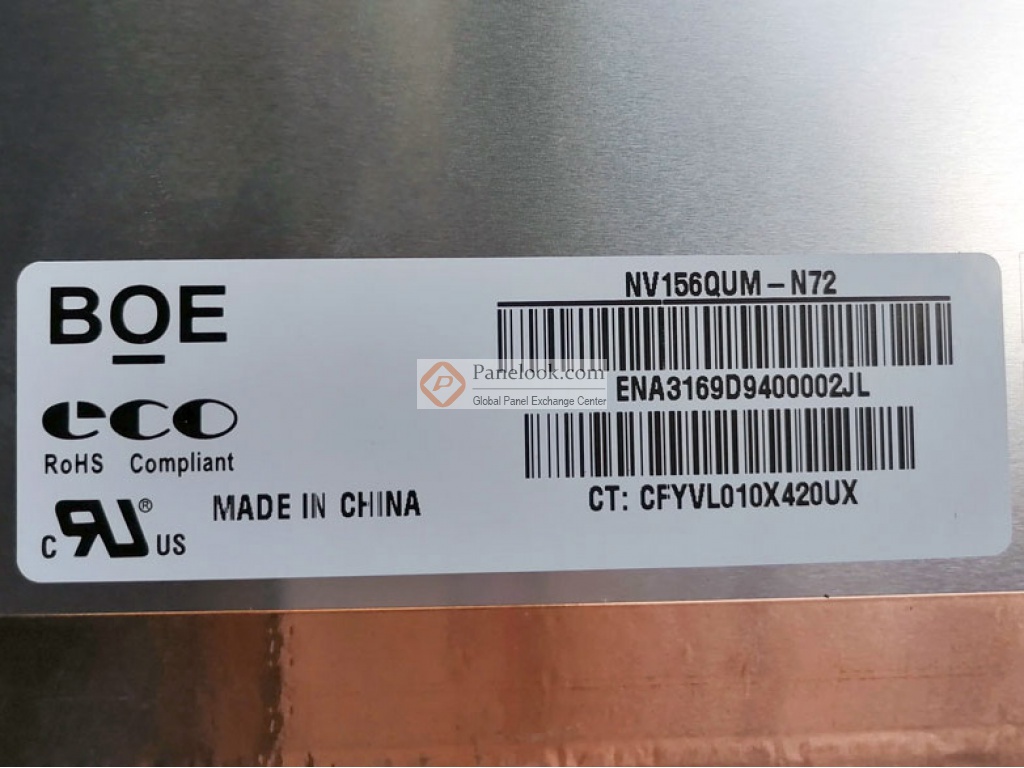 BOE
eco
RoHS Compliant
C RU® US
MADE IN CHINA
NV156QUM-N72
ENA3169D9400002JL
CT: CFYVL010X420UX
Panelook.com
Global Panel Exchange Center